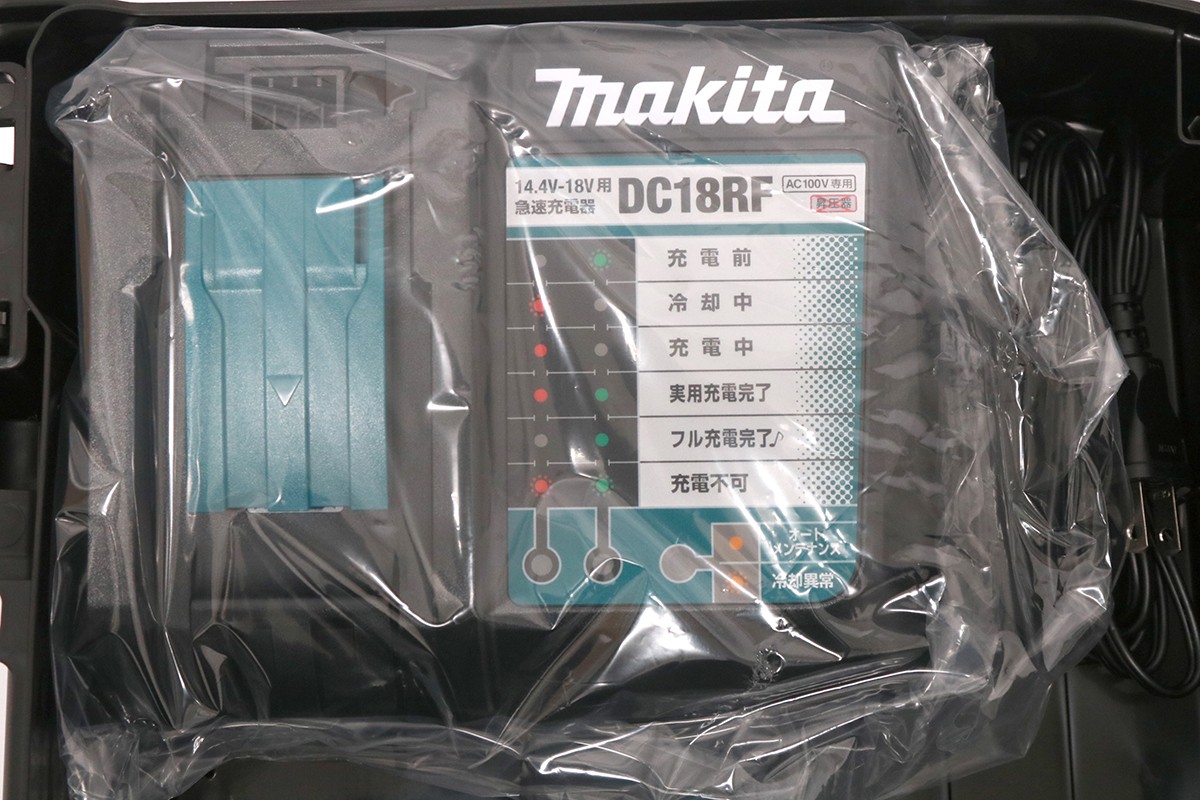 makita
14.4V-18V用
急速充電器
DC18RF
AC100V専用
昇圧器
充電前
冷却中
充電中
実用充電完了
フル充電完了♪
充電不可
オート
メンテナンス
冷却異常